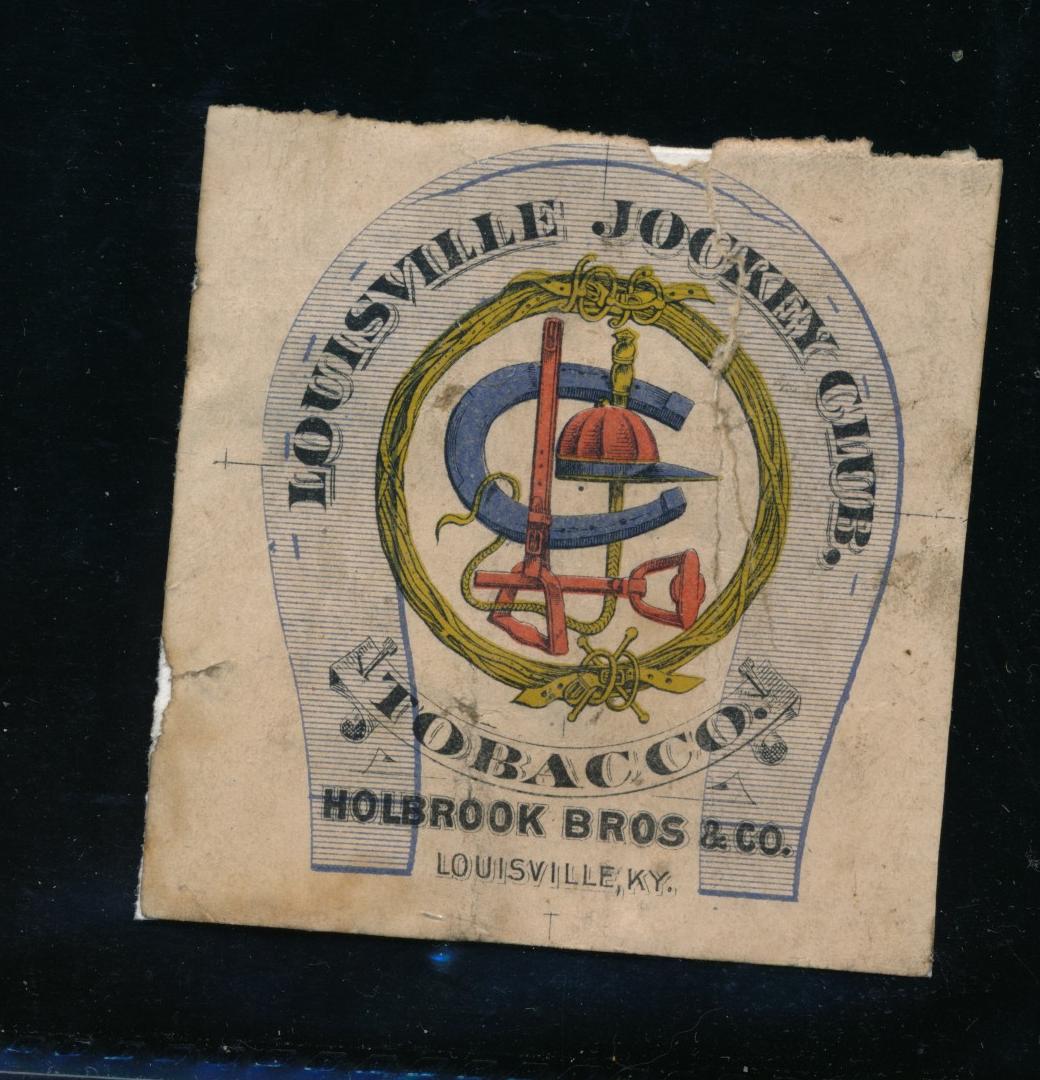 LOUISVILLE JOCKEY CLUB.
TOBACCO.
HOLBROOK BROS & CO.
LOUISVILLE, KY.